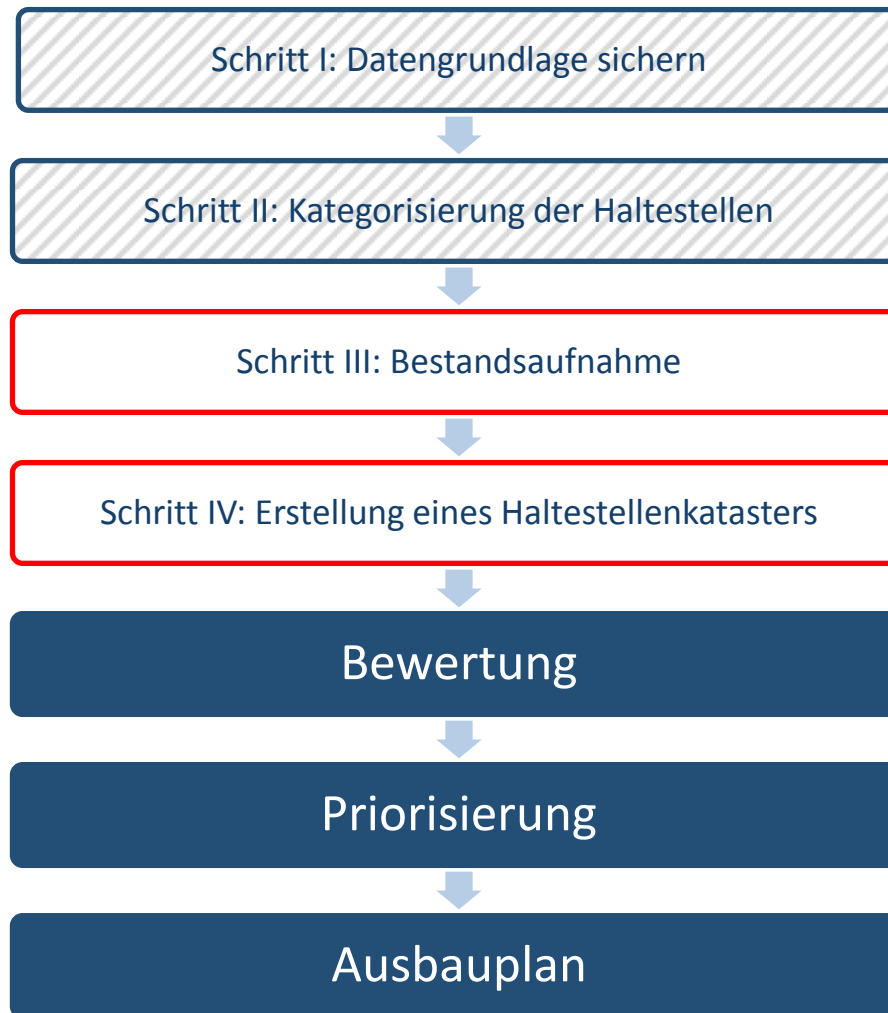 Schritt I: Datengrundlage sichern
Schritt II: Kategorisierung der Haltestellen
Schritt III: Bestandsaufnahme
Schritt IV: Erstellung eines Haltestellenkatasters
Bewertung
Priorisierung
Ausbauplan